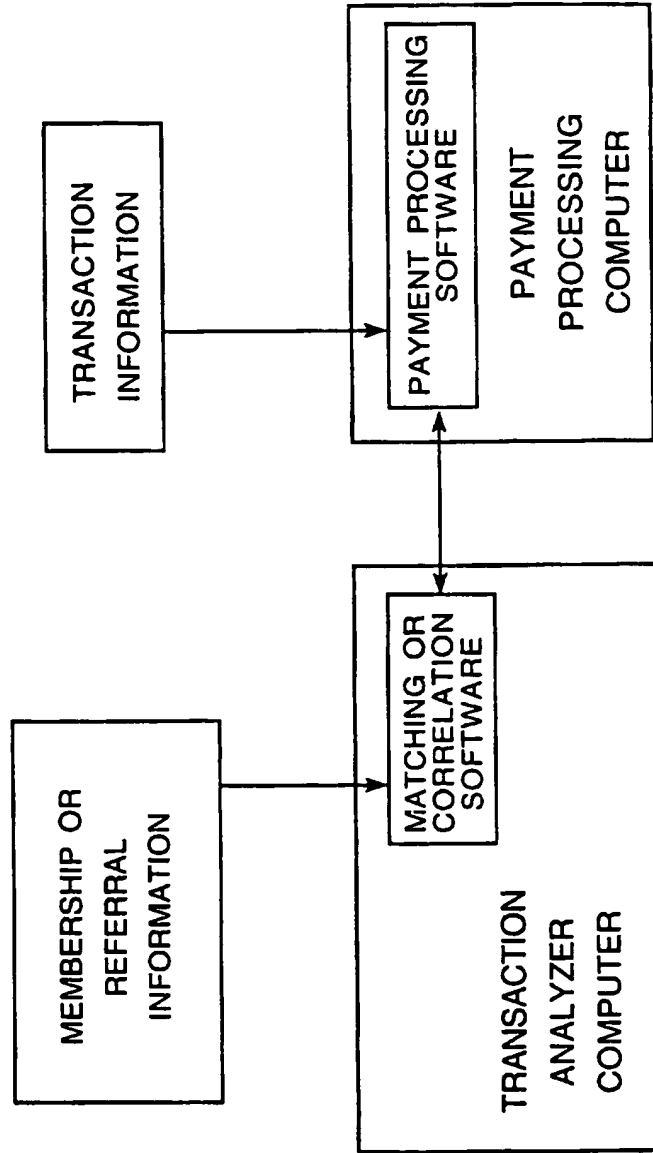 MEMBERSHIP OR
REFERRAL
INFORMATION
TRANSACTION
INFORMATION
MATCHING OR
CORRELATION
SOFTWARE
TRANSACTION
ANALYZER
COMPUTER
PAYMENT PROCESSING
SOFTWARE
PAYMENT
PROCESSING
COMPUTER